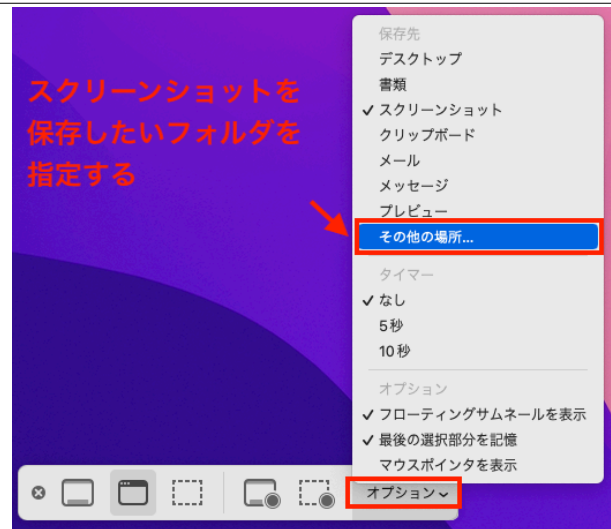 スクリーンショットを
保存したいフォルダを
指定する
保存先
デスクトップ
書類
✓ スクリーンショット
クリップボード
メール
メッセージ
プレビュー
その他の場所...
タイマー
✓ なし
5秒
10秒
オプション
✓ フローティングサムネールを表示
✓ 最後の選択部分を記憶
マウスポインタを表示
オプション